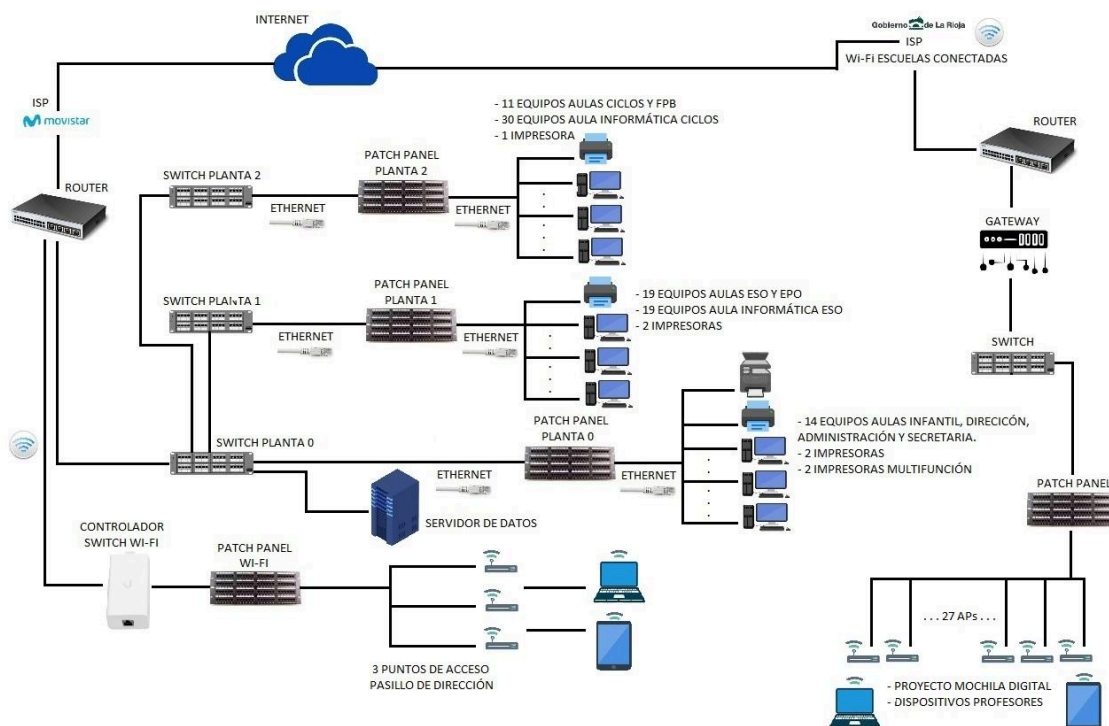 INTERNET
Gobierno de La Rioja
ISP
Wi-Fi ESCUELAS CONECTADAS
ISP
movistar
ROUTER
- 11 EQUIPOS AULAS CICLOS Y FPB
- 30 EQUIPOS AULA INFORMÁTICA CICLOS
- 1 IMPRESORA
ROUTER
SWITCH PLANTA 2
PATCH PANEL
PLANTA 2
ETHERNET
ETHERNET
GATEWAY
SWITCH PLANTA 1
PATCH PANEL
PLANTA 1
ETHERNET
ETHERNET
- 19 EQUIPOS AULAS ESO Y EPO
- 19 EQUIPOS AULA INFORMÁTICA ESO
- 2 IMPRESORAS
SWITCH
SWITCH PLANTA 0
PATCH PANEL
PLANTA 0
ETHERNET
ETHERNET
- 14 EQUIPOS AULAS INFANTIL, DIRECICÓN,
ADMINISTRACIÓN Y SECRETARIA.
- 2 IMPRESORAS
- 2 IMPRESORAS MULTIFUNCIÓN
SERVIDOR DE DATOS
PATCH PANEL
CONTROLADOR
SWITCH WI-FI
PATCH PANEL
WI-FI
3 PUNTOS DE ACCESO
PASILLO DE DIRECCIÓN
. . . 27 APs . . .
- PROYECTO MOCHILA DIGITAL
- DISPOSITIVOS PROFESORES